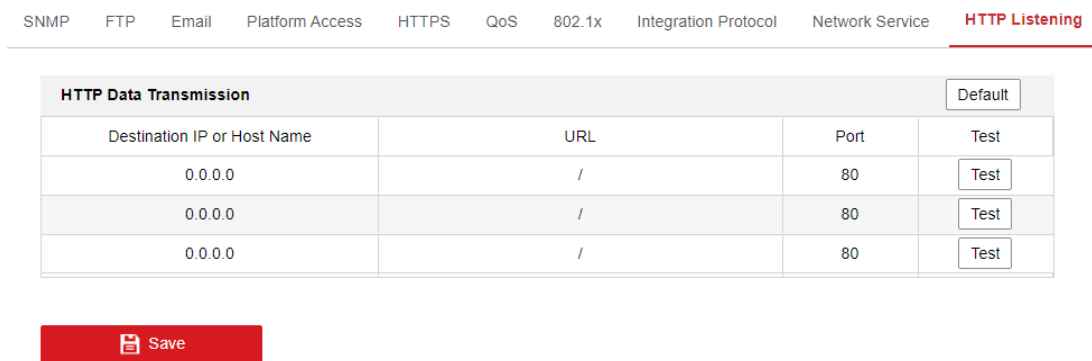 SNMP FTP Email Platform Access HTTPS QoS 802.1x Integration Protocol Network Service HTTP Listening
HTTP Data Transmission Default
Destination IP or Host Name URL Port Test
0.0.0.0 / 80 Test
0.0.0.0 / 80 Test
0.0.0.0 / 80 Test
Save